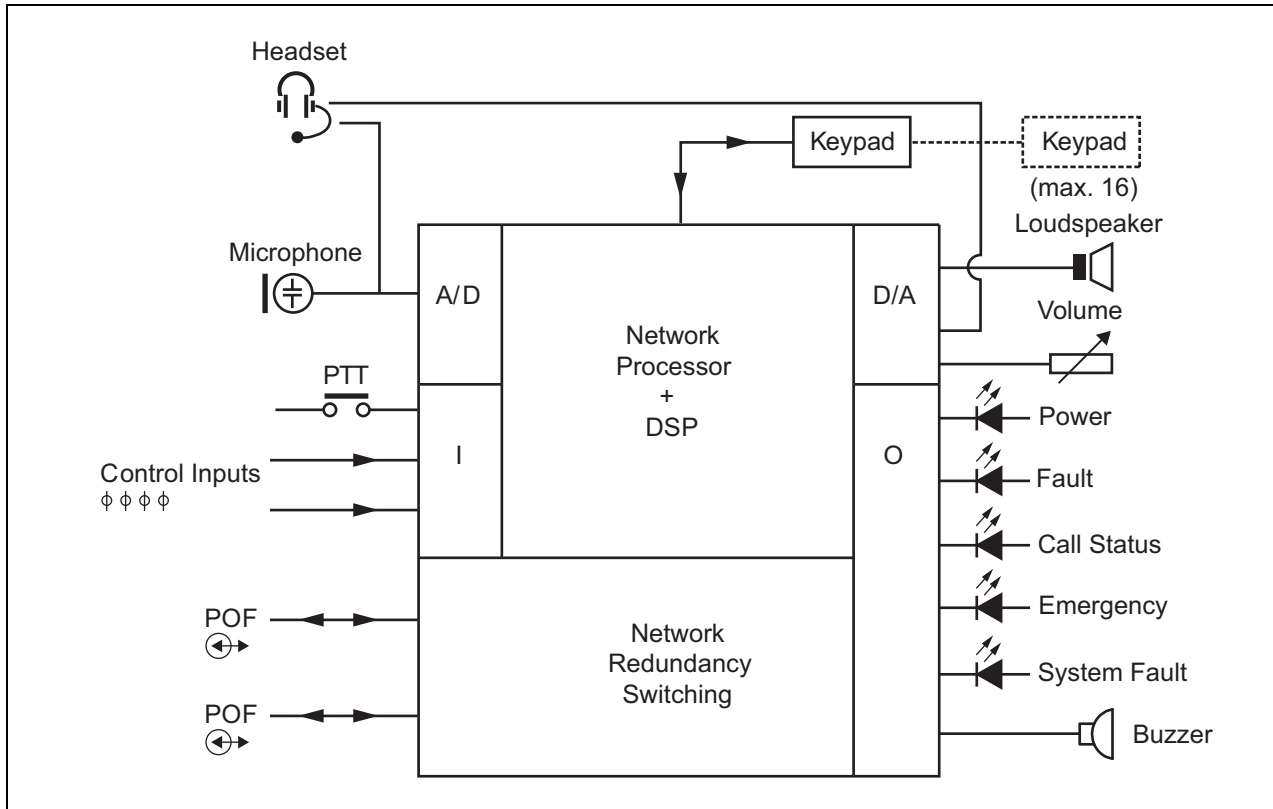 Headset
Keypad
Keypad
(max. 16)
Loudspeaker
Microphone
A/D
D/A
Volume
Network
Processor
+
DSP
PTT
Power
I
O
Control Inputs
Fault
Call Status
POF
Emergency
Network
Redundancy
Switching
System Fault
POF
Buzzer